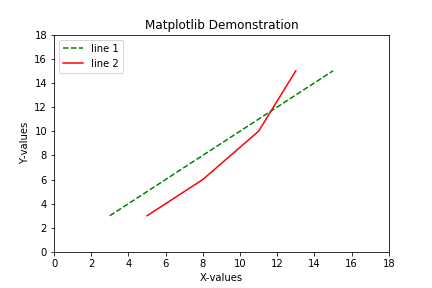 Matplotlib Demonstration
line 1
line 2
Y-values
18
16
14
12
10
8
6
4
2
0
0 2 4 6 8 10 12 14 16 18
X-values